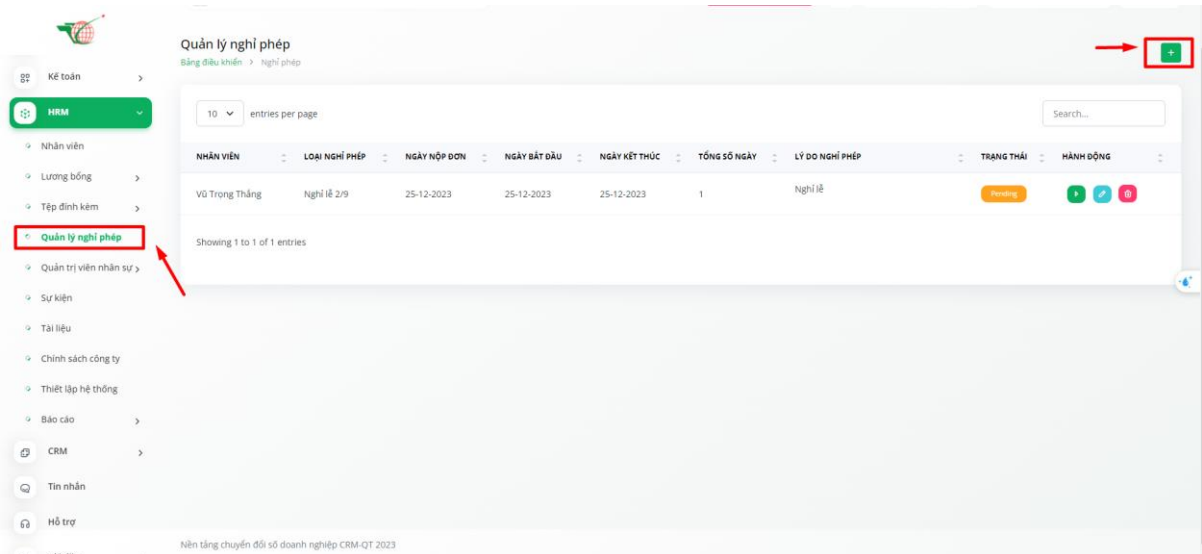 Quản lý nghỉ phép
Bảng điều khiển > Nghỉ phép
+
Kế toán
HRM
Nhân viên
Lương bổng
Tệp đính kèm
Quản lý nghỉ phép
Quản trị viên nhân sự
Sự kiện
Tài liệu
Chính sách công ty
Thiết lập hệ thống
Báo cáo
CRM
Tin nhắn
Hỗ trợ
10 entries per page
Search...
NHÂN VIÊN LOẠI NGHỈ PHÉP NGÀY NỘP ĐƠN NGÀY BẮT ĐẦU NGÀY KẾT THÚC TỔNG SỐ NGÀY LÝ DO NGHỈ PHÉP TRẠNG THÁI HÀNH ĐỘNG
Vũ Trọng Thắng Nghỉ lễ 2/9 25-12-2023 25-12-2023 25-12-2023 1 Nghỉ lễ Pending
Showing 1 to 1 of 1 entries
Nền tảng chuyển đổi số doanh nghiệp CRM-QT 2023